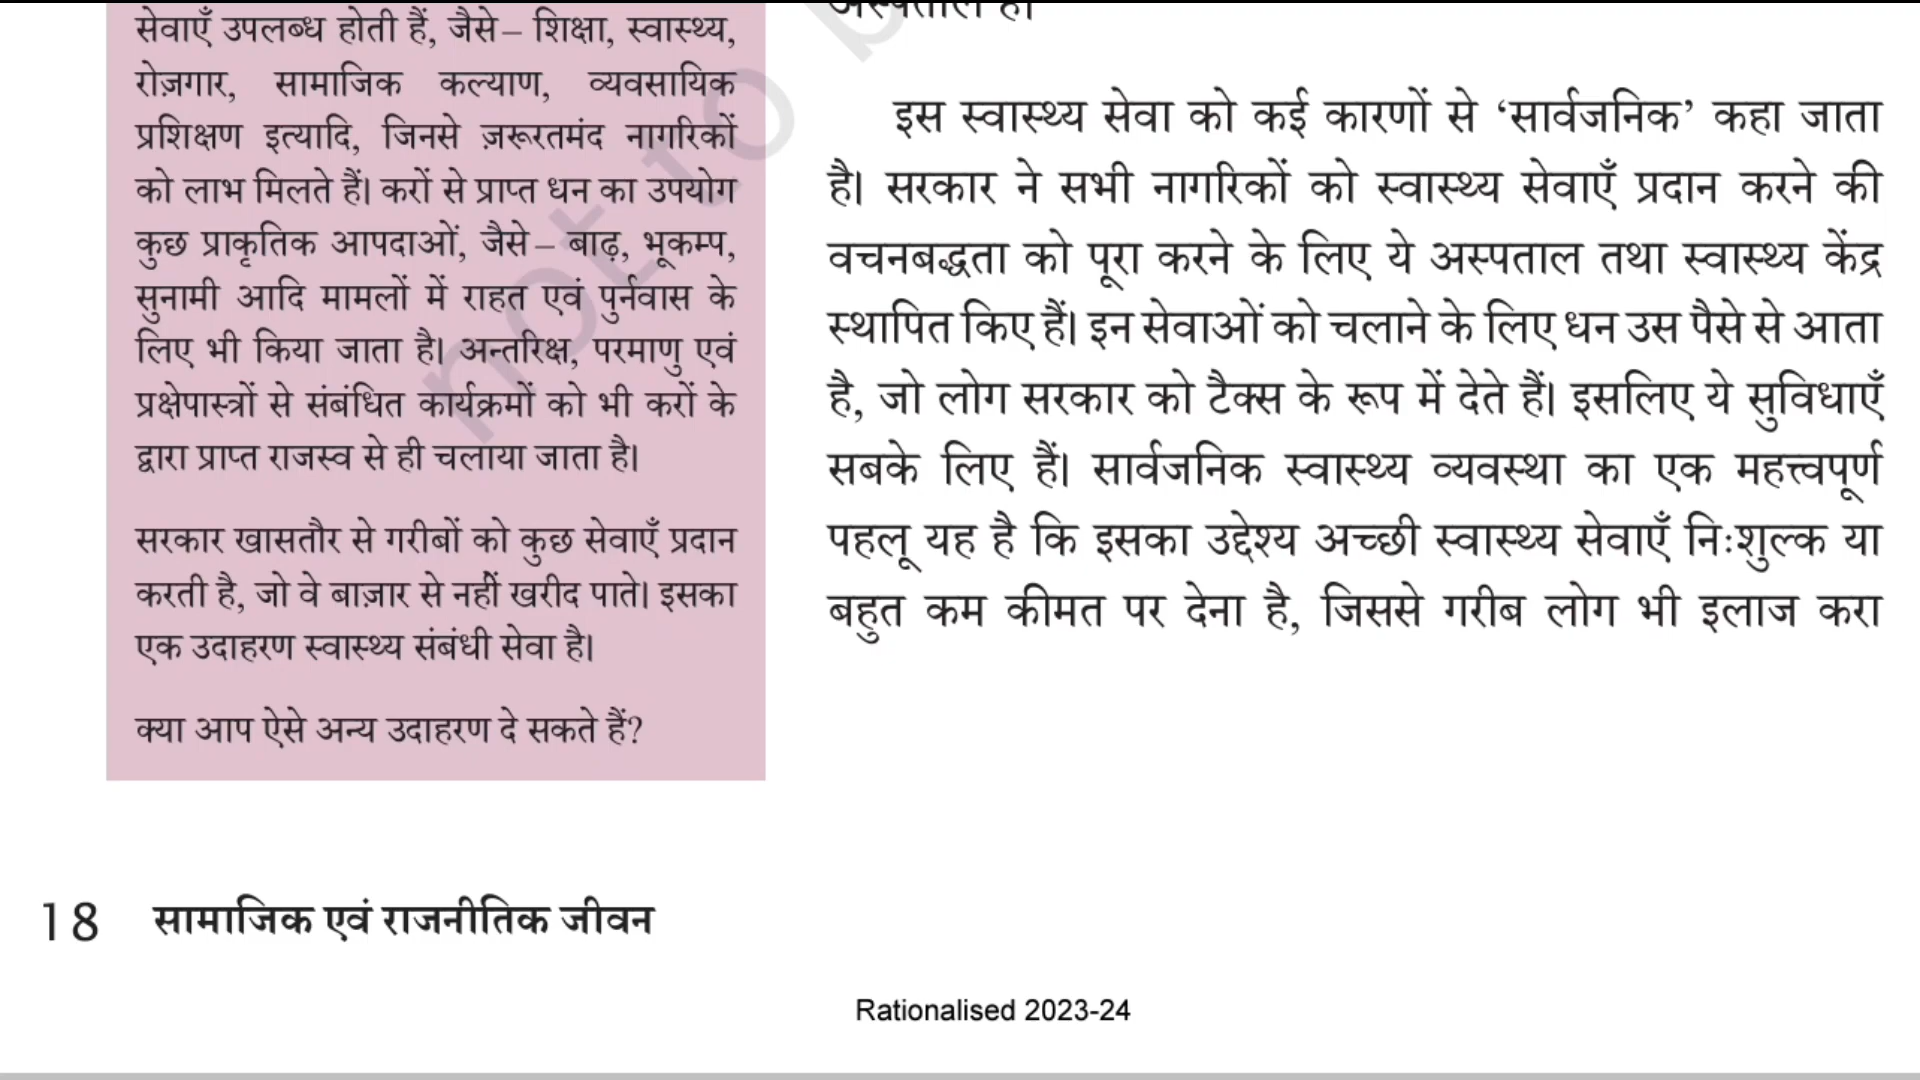 सेवाएँ उपलब्ध होती हैं, जैसे– शिक्षा, स्वास्थ्य,
रोज़गार, सामाजिक कल्याण, व्यवसायिक
प्रशिक्षण इत्यादि, जिनसे ज़रूरतमंद नागरिकों
को लाभ मिलते हैं। करों से प्राप्त धन का उपयोग
कुछ प्राकृतिक आपदाओं, जैसे– बाढ़, भूकम्प,
सुनामी आदि मामलों में राहत एवं पुर्नवास के
लिए भी किया जाता है। अन्तरिक्ष, परमाणु एवं
प्रक्षेपास्त्रों से संबंधित कार्यक्रमों को भी करों के
द्वारा प्राप्त राजस्व से ही चलाया जाता है।
सरकार खासतौर से गरीबों को कुछ सेवाएँ प्रदान
करती है, जो वे बाज़ार से नहीं खरीद पाते। इसका
एक उदाहरण स्वास्थ्य संबंधी सेवा है।
क्या आप ऐसे अन्य उदाहरण दे सकते हैं?
इस स्वास्थ्य सेवा को कई कारणों से ‘सार्वजनिक’ कहा जाता
है। सरकार ने सभी नागरिकों को स्वास्थ्य सेवाएँ प्रदान करने की
वचनबद्धता को पूरा करने के लिए ये अस्पताल तथा स्वास्थ्य केंद्र
स्थापित किए हैं। इन सेवाओं को चलाने के लिए धन उस पैसे से आता
है, जो लोग सरकार को टैक्स के रूप में देते हैं। इसलिए ये सुविधाएँ
सबके लिए हैं। सार्वजनिक स्वास्थ्य व्यवस्था का एक महत्त्वपूर्ण
पहलू यह है कि इसका उद्देश्य अच्छी स्वास्थ्य सेवाएँ निःशुल्क या
बहुत कम कीमत पर देना है, जिससे गरीब लोग भी इलाज करा
18 सामाजिक एवं राजनीतिक जीवन
Rationalised 2023-24
not to b